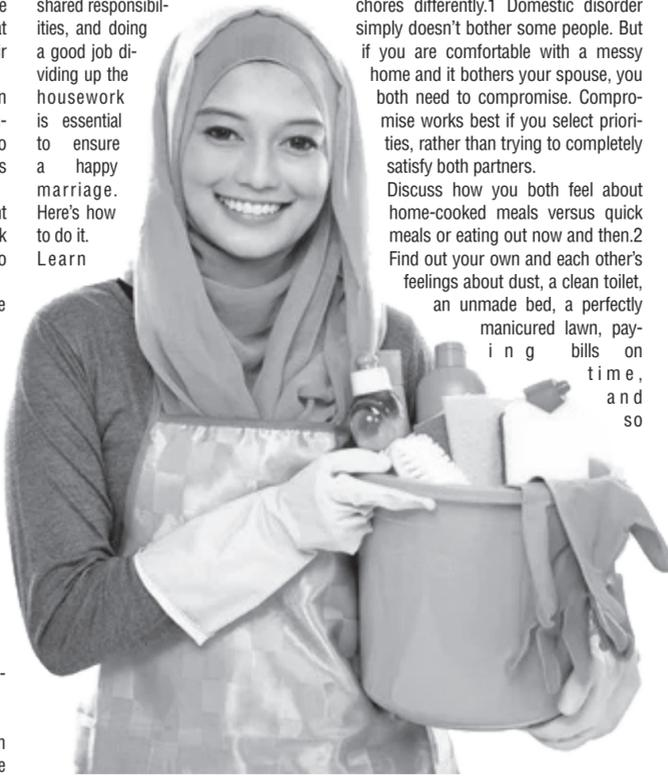 shared responsibil-
ities, and doing
a good job di-
viding up the
housework
is essential
to ensure
a happy
marriage.
Here's how
to do it.
Learn
chores differently.1 Domestic disorder
simply doesn't bother some people. But
if you are comfortable with a messy
home and it bothers your spouse, you
both need to compromise. Compro-
mise works best if you select priori-
ties, rather than trying to completely
satisfy both partners.
Discuss how you both feel about
home-cooked meals versus quick
meals or eating out now and then.2
Find out your own and each other's
feelings about dust, a clean toilet,
an unmade bed, a perfectly
manicured lawn, pay-
ing bills on
time,
and
so